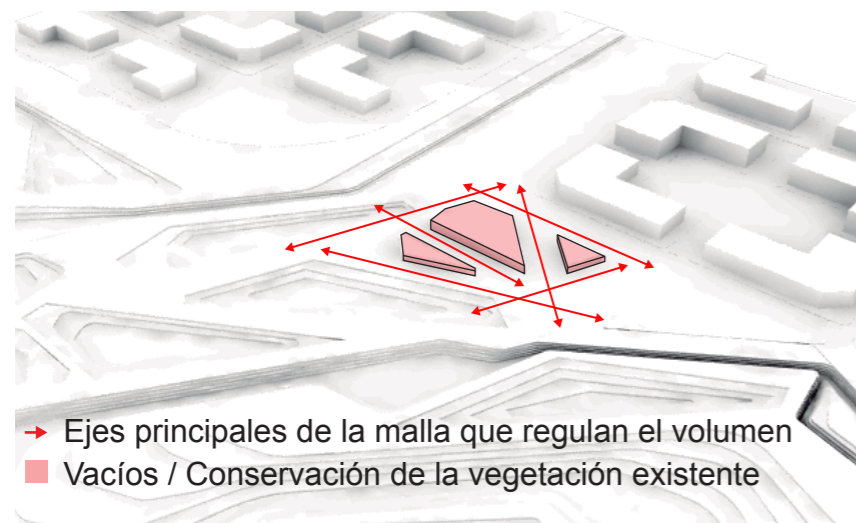 Ejes principales de la malla que regulan el volumen
Vacíos / Conservación de la vegetación existente